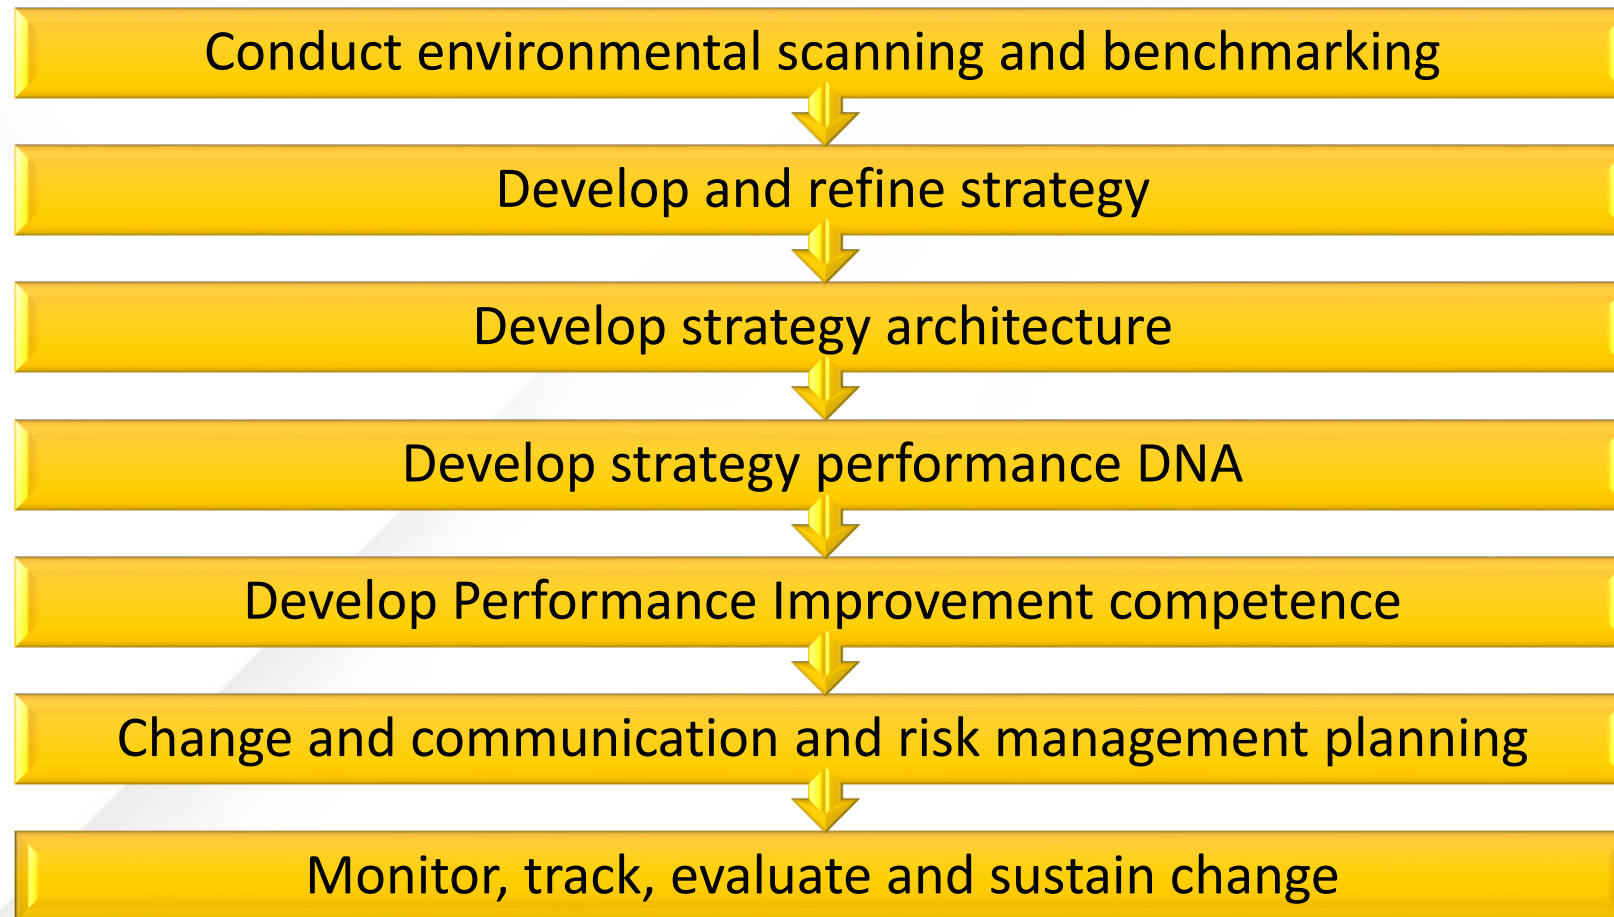 Conduct environmental scanning and benchmarking
Develop and refine strategy
Develop strategy architecture
Develop strategy performance DNA
Develop Performance Improvement competence
Change and communication and risk management planning
Monitor, track, evaluate and sustain change